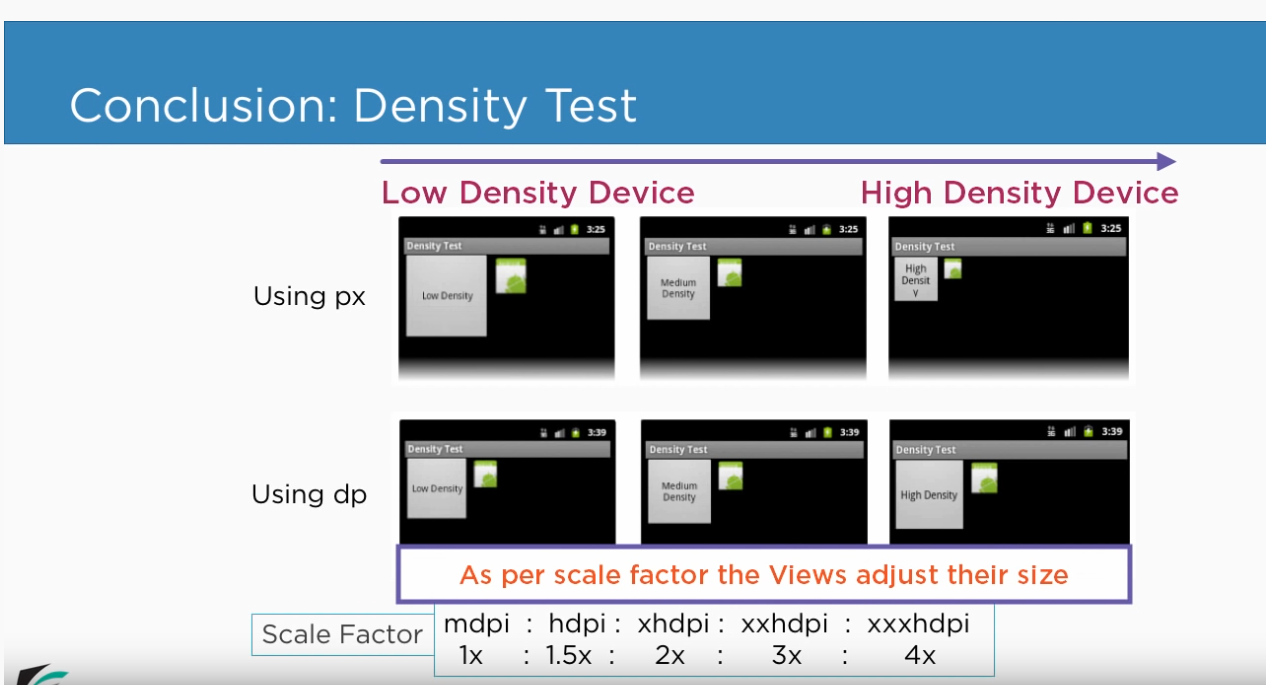 Conclusion: Density Test
Low Density Device
High Density Device
Using px
3:25
Density Test
Low Density
3:25
Density Test
Medium
Density
3:25
Density Test
High
Densit
y
Using dp
3:39
Density Test
Low Density
3:39
Density Test
Medium
Density
3:39
Density Test
High Density
As per scale factor the Views adjust their size
Scale Factor
mdpi : hdpi : xhdpi : xxhdpi : xxxhdpi
1x : 1.5x : 2x : 3x : 4x